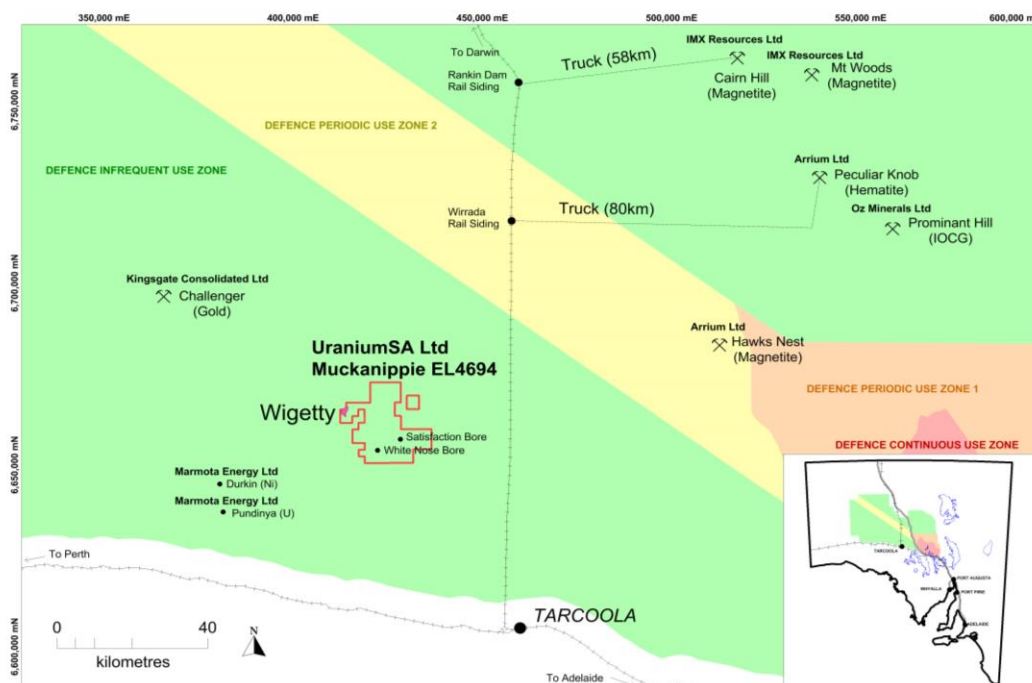 350,000 mE
400,000 mE
450,000 mE
500,000 mE
550,000 mE
600,000 mE
6,750,000 mN
6,700,000 mN
6,650,000 mN
6,600,000 mN
To Darwin
Rankin Dam
Rail Siding
Truck (58km)
IMX Resources Ltd
Cairn Hill
(Magnetite)
IMX Resources Ltd
Mt Woods
(Magnetite)
DEFENCE PERIODIC USE ZONE 2
DEFENCE INFREQUENT USE ZONE
Arrium Ltd
Peculiar Knob
(Hematite)
Wirrada
Rail Siding
Truck (80km)
Oz Minerals Ltd
Prominant Hill
(IOCG)
Kingsgate Consolidated Ltd
Challenger
(Gold)
Arrium Ltd
Hawks Nest
(Magnetite)
UraniumSA Ltd
Muckanippie EL4694
DEFENCE PERIODIC USE ZONE 1
Wigetty
Satisfaction Bore
White Nose Bore
DEFENCE CONTINUOUS USE ZONE
Marmota Energy Ltd
Durkin (Ni)
Marmota Energy Ltd
Pundinya (U)
To Perth
TARCOOLA
0
40
kilometres
N
To Adelaide
TARCOOLA
PORT AUGUSTA
WHYALLA
PORT PIRIE
ADELAIDE